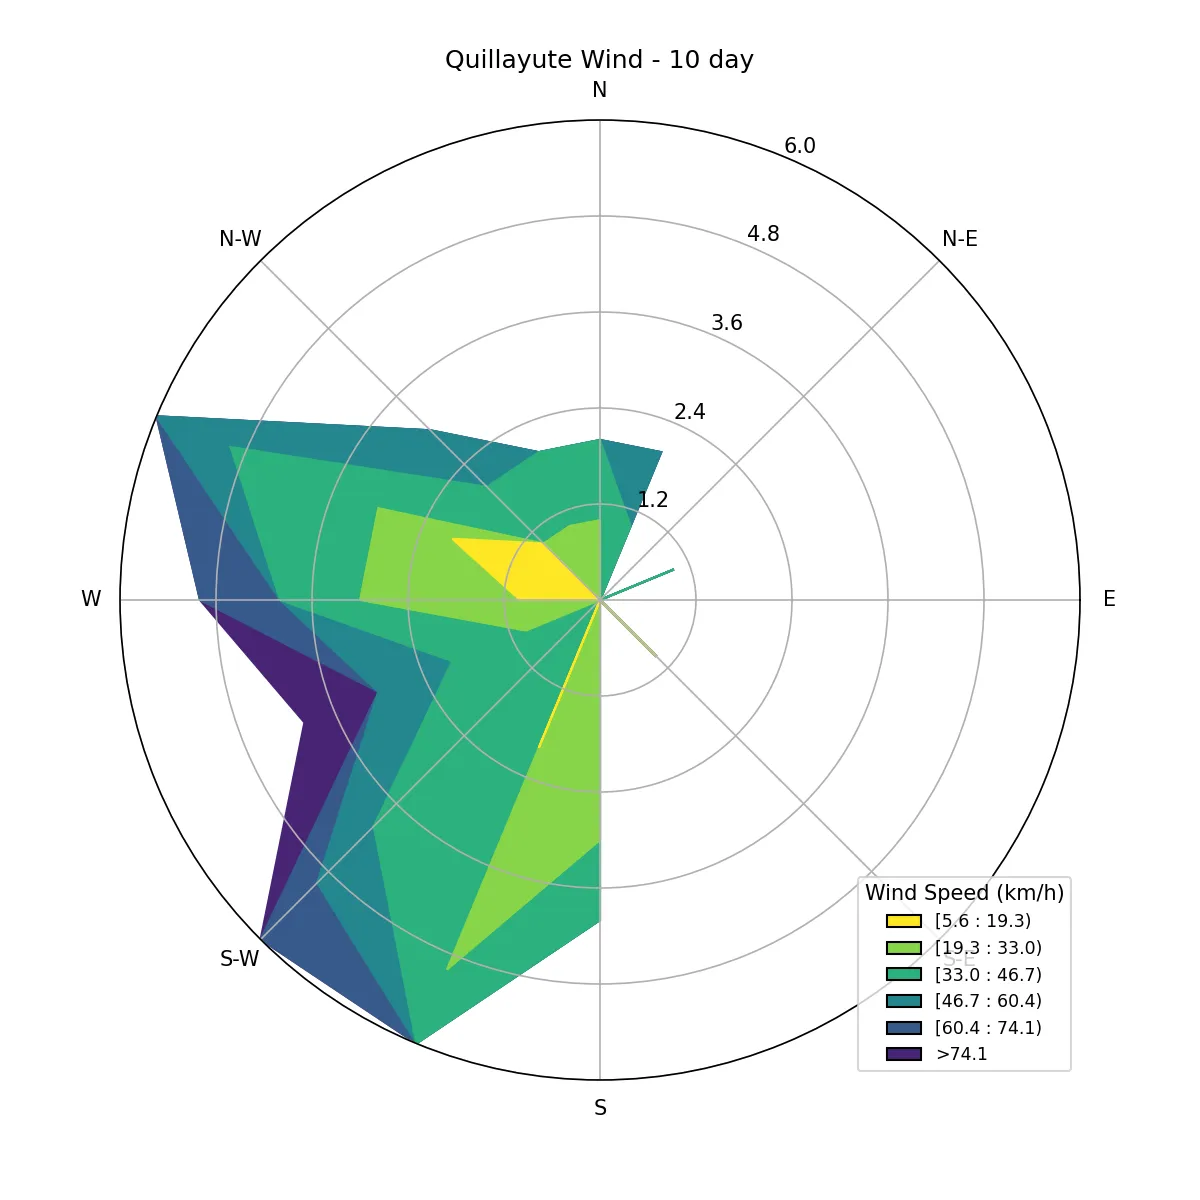 Quillayute Wind - 10 day
N
6.0
4.8
N-W
N-E
3.6
2.4
1.2
W
E
Wind Speed (km/h)
[5.6 : 19.3)
[19.3 : 33.0)
S-W
S-E
[33.0 : 46.7)
[46.7 : 60.4)
[60.4 : 74.1)
>74.1
S